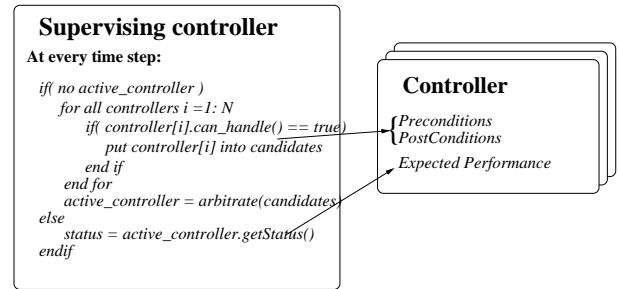 Supervising controller
At every time step:
if( no active_controller )
for all controllers i =1: N
if( controller[i].can_handle() == true)
put controller[i] into candidates
end if
end for
active_controller = arbitrate(candidates)
else
status = active_controller.getStatus()
endif
Controller
{Preconditions
PostConditions
Expected Performance